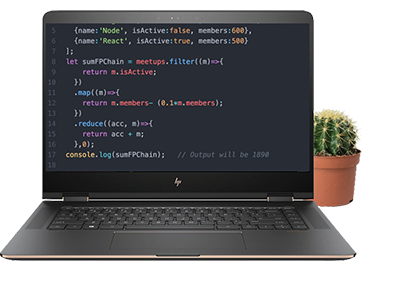 5 {name:'Node', isActive:false, members:600},
6 {name:'React', isActive:true, members:500}
7 ];
8 let sumFPChain = meetups.filter((m)=>{
9 return m.isActive;
10 })
11 .map((m)=>{
12 return m.members- (0.1*m.members);
13 })
14 .reduce((acc, m)=>{
15 return acc + m;
16 },0);
17 console.log(sumFPChain); // Output will be 1890
18
hp